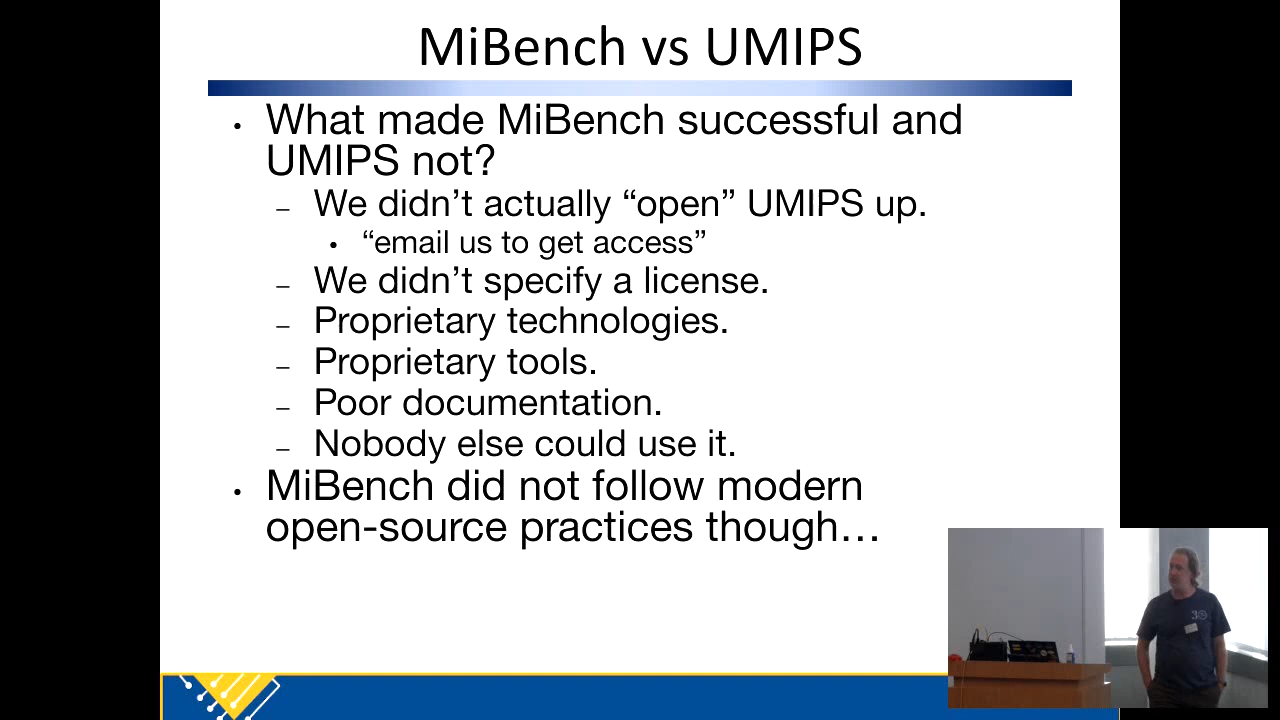 MiBench vs UMIPS
• What made MiBench successful and
UMIPS not?
– We didn’t actually “open” UMIPS up.
• “email us to get access”
– We didn’t specify a license.
– Proprietary technologies.
– Proprietary tools.
– Poor documentation.
– Nobody else could use it.
• MiBench did not follow modern
open-source practices though…